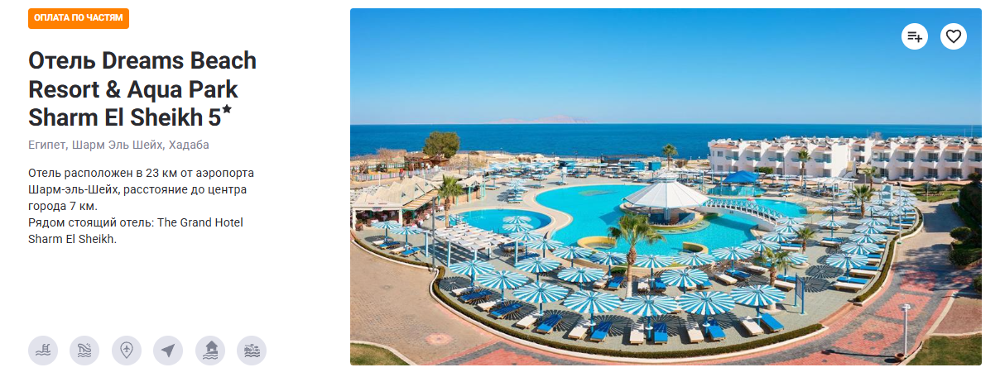 ОПЛАТА ПО ЧАСТЯМ
Отель Dreams Beach
Resort & Aqua Park
Sharm El Sheikh 5★
Египет, Шарм Эль Шейх, Хадаба
Отель расположен в 23 км от аэропорта
Шарм-эль-Шейх, расстояние до центра
города 7 км.
Рядом стоящий отель: The Grand Hotel
Sharm El Sheikh.